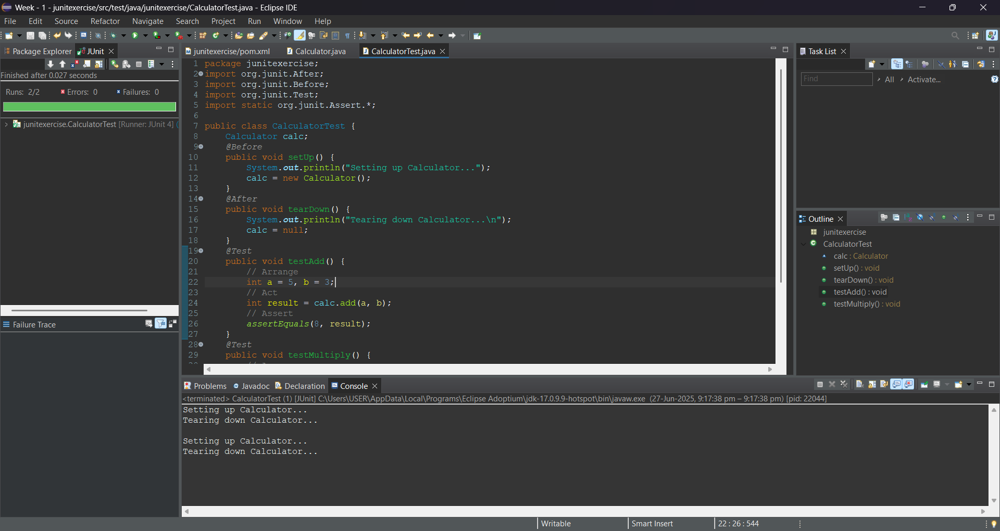 Week - 1 - junitexercise/src/test/java/junitexercise/CalculatorTest.java - Eclipse IDE
File Edit Source Refactor Navigate Search Project Run Window Help
Package Explorer JUnit
Finished after 0.027 seconds
Runs: 2/2 Errors: 0 Failures: 0
junitexercise.CalculatorTest [Runner: JUnit 4] (
Failure Trace
junitexercise/pom.xml Calculator.java CalculatorTest.java
1 package junitexercise;
2 import org.junit.After;
3 import org.junit.Before;
4 import org.junit.Test;
5 import static org.junit.Assert.*;
6
7 public class CalculatorTest {
8 Calculator calc;
9 @Before
10 public void setUp() {
11 System.out.println("Setting up Calculator...");
12 calc = new Calculator();
13 }
14 @After
15 public void tearDown() {
16 System.out.println("Tearing down Calculator...\n");
17 calc = null;
18 }
19 @Test
20 public void testAdd() {
21 // Arrange
22 int a = 5, b = 3;
23 // Act
24 int result = calc.add(a, b);
25 // Assert
26 assertEquals(8, result);
27 }
28 @Test
29 public void testMultiply() {
Task List
Find All Activate...
Outline
junitexercise
CalculatorTest
calc : Calculator
setUp() : void
tearDown() : void
testAdd() : void
testMultiply() : void
Problems Javadoc Declaration Console
<terminated> CalculatorTest (1) [JUnit] C:\Users\USER\AppData\Local\Programs\Eclipse Adoptium\jdk-17.0.9.9-hotspot\bin\javaw.exe (27-Jun-2025, 9:17:38 pm – 9:17:38 pm) [pid: 22044]
Setting up Calculator...
Tearing down Calculator...
Setting up Calculator...
Tearing down Calculator...
Writable Smart Insert 22 : 26 : 544